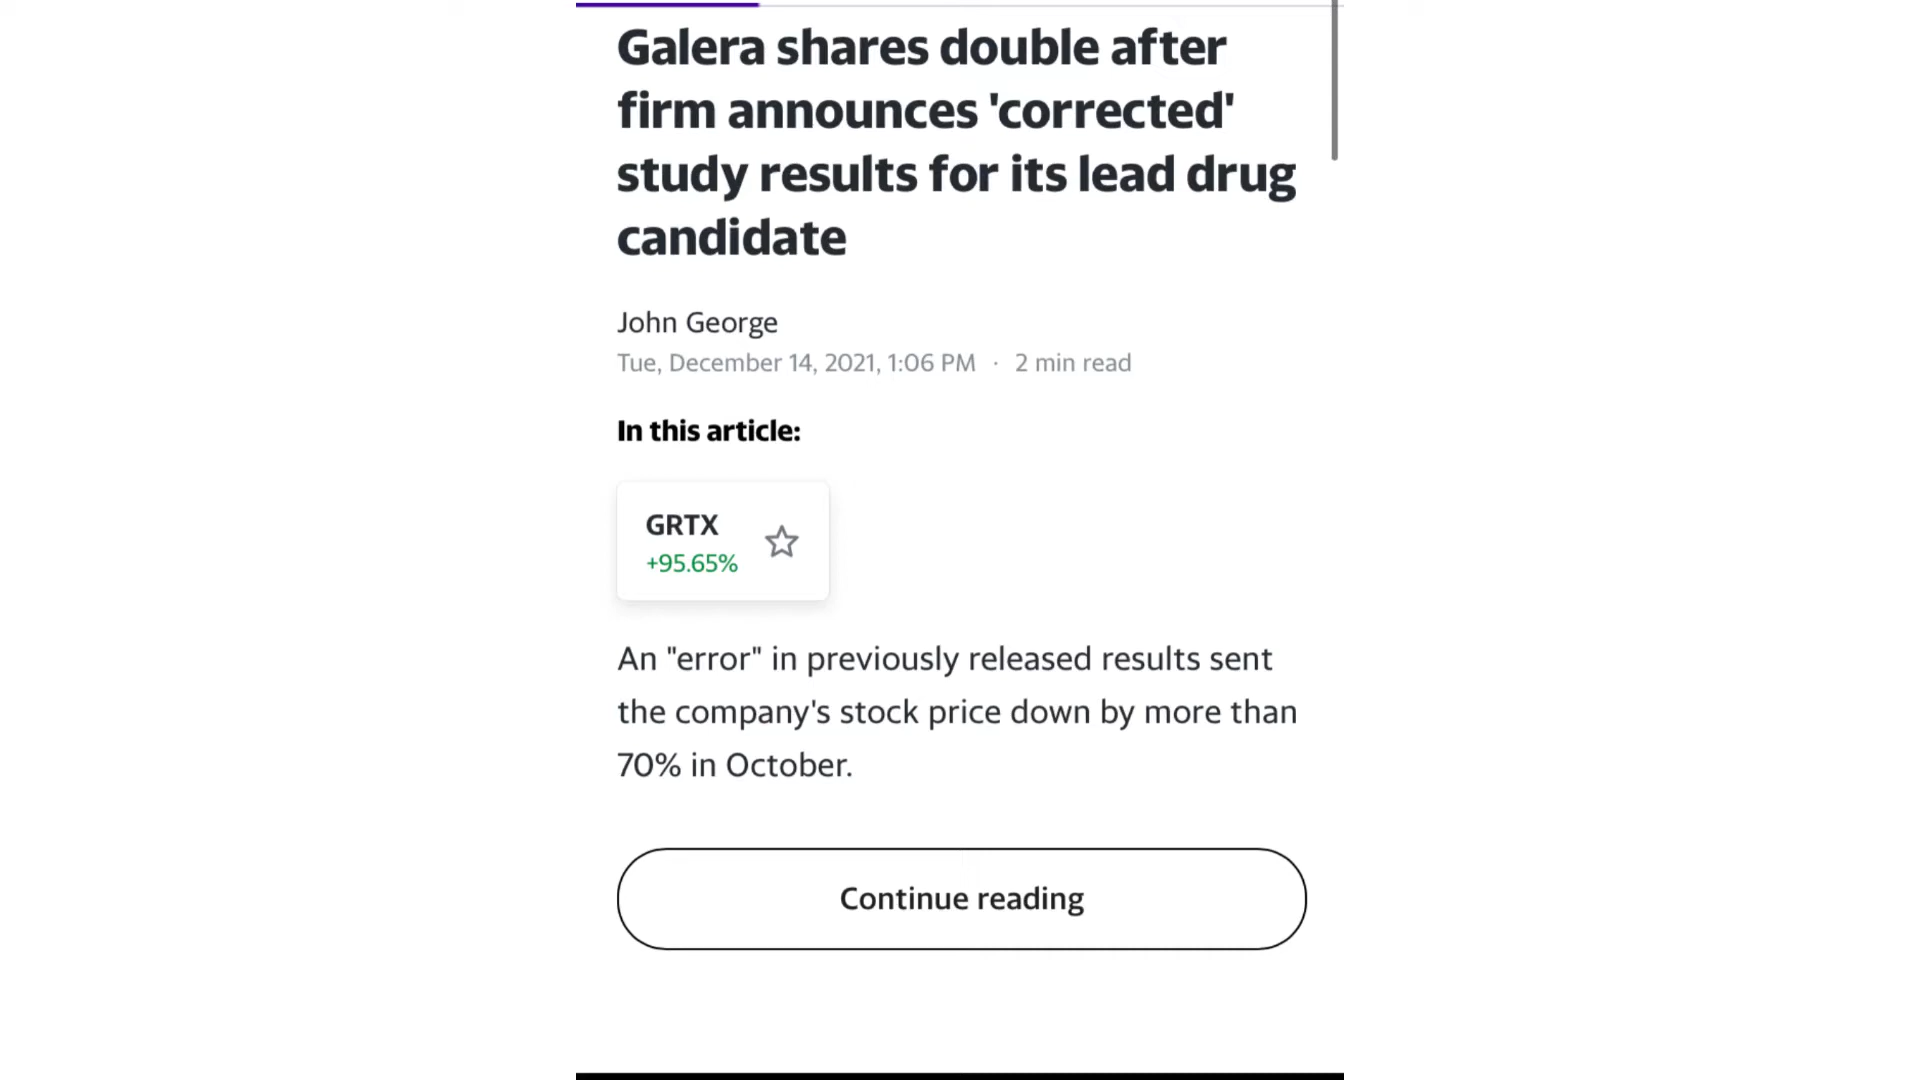 Galera shares double after
firm announces 'corrected'
study results for its lead drug
candidate
John George
Tue, December 14, 2021, 1:06 PM · 2 min read
In this article:
GRTX
+95.65%
An "error" in previously released results sent
the company's stock price down by more than
70% in October.
Continue reading